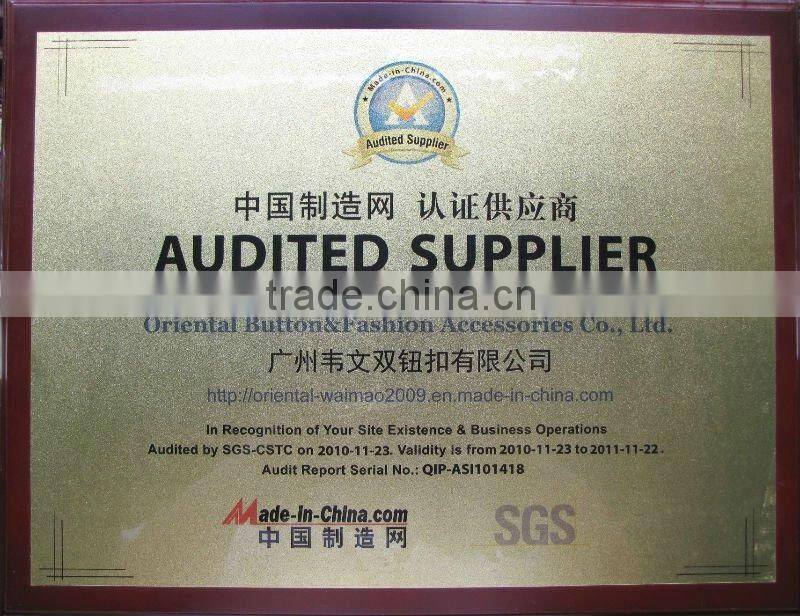 Made-in-China.com
Audited Supplier
中国制造网 认证供应商
AUDITED SUPPLIER
trade.china.cn
Oriental Button&Fashion Accessories Co., Ltd.
广州韦文双钮扣有限公司
http://oriental-waimao2009.en.made-in-china.com
In Recognition of Your Site Existence & Business Operations
Audited by SGS-CSTC on 2010-11-23. Validity is from 2010-11-23 to 2011-11-22.
Audit Report Serial No.: QIP-ASI101418
Made-In-China.com
中国制造网
SGS